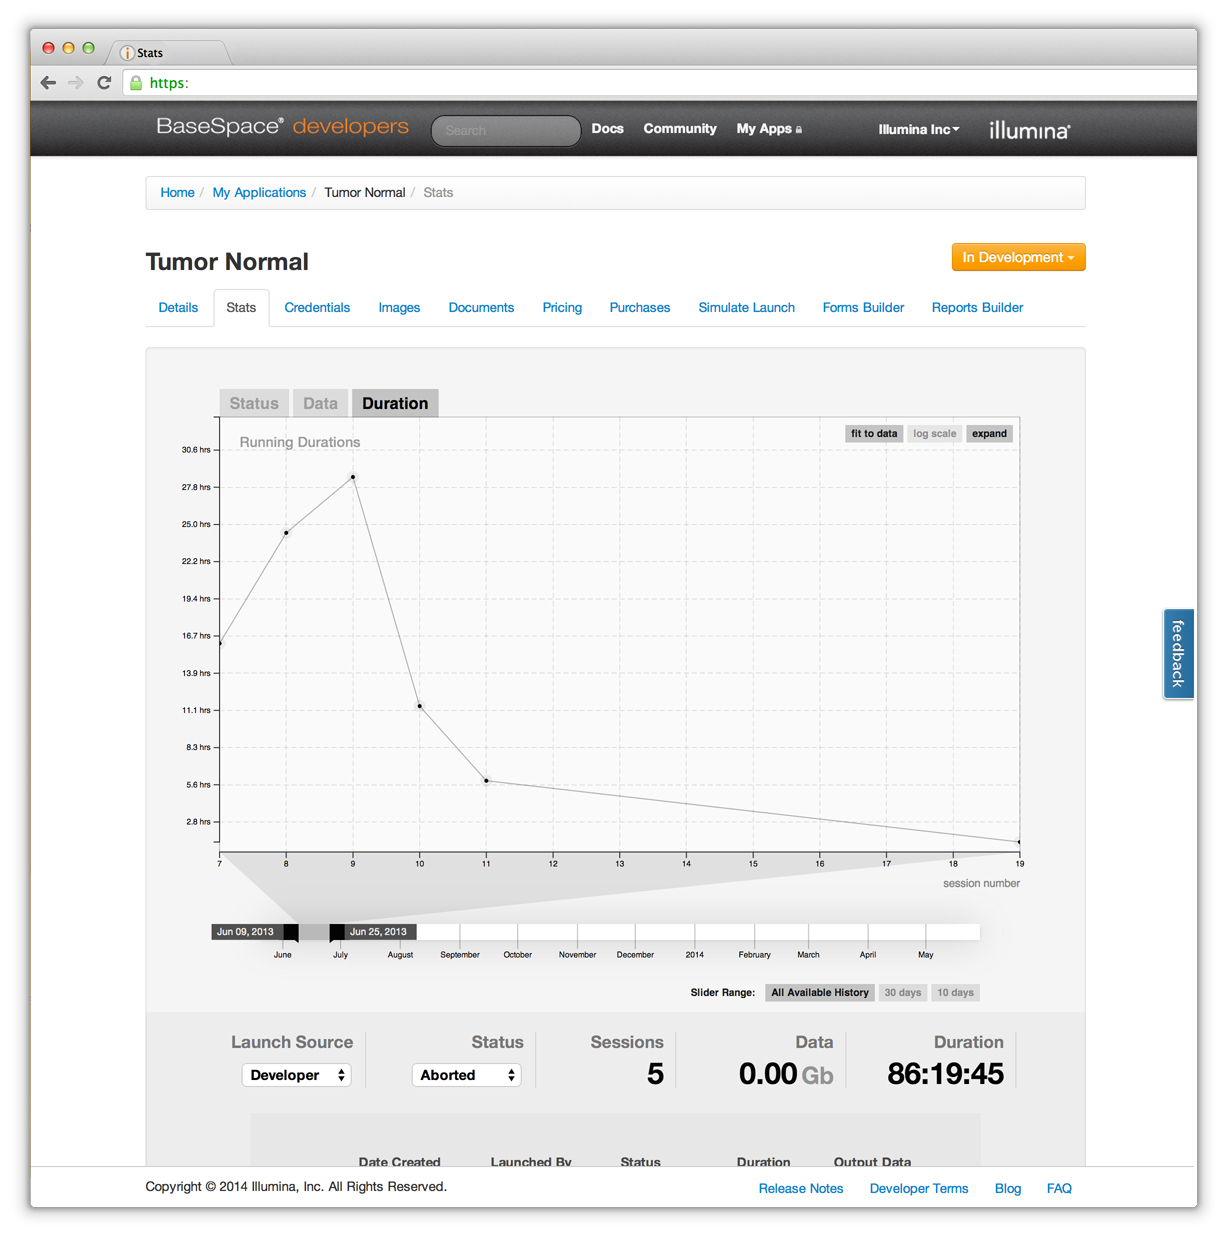 Stats
https:
BaseSpace® developers Search Docs Community My Apps Illumina Inc illumina®
Home / My Applications / Tumor Normal / Stats
Tumor Normal In Development
Details Stats Credentials Images Documents Pricing Purchases Simulate Launch Forms Builder Reports Builder
Status Data Duration
Running Durations fit to data log scale expand
30.6 hrs
27.8 hrs
25.0 hrs
22.2 hrs
19.4 hrs
16.7 hrs
13.9 hrs
11.1 hrs
8.3 hrs
5.6 hrs
2.8 hrs
7 8 9 10 11 12 13 14 15 16 17 18 19
session number
Jun 09, 2013 Jun 25, 2013
June July August September October November December 2014 February March April May
Slider Range: All Available History 30 days 10 days
Launch Source Status Sessions Data Duration
Developer Aborted 5 0.00 Gb 86:19:45
Date Created Launched By Status Duration Output Data
Copyright © 2014 Illumina, Inc. All Rights Reserved. Release Notes Developer Terms Blog FAQ
feedback